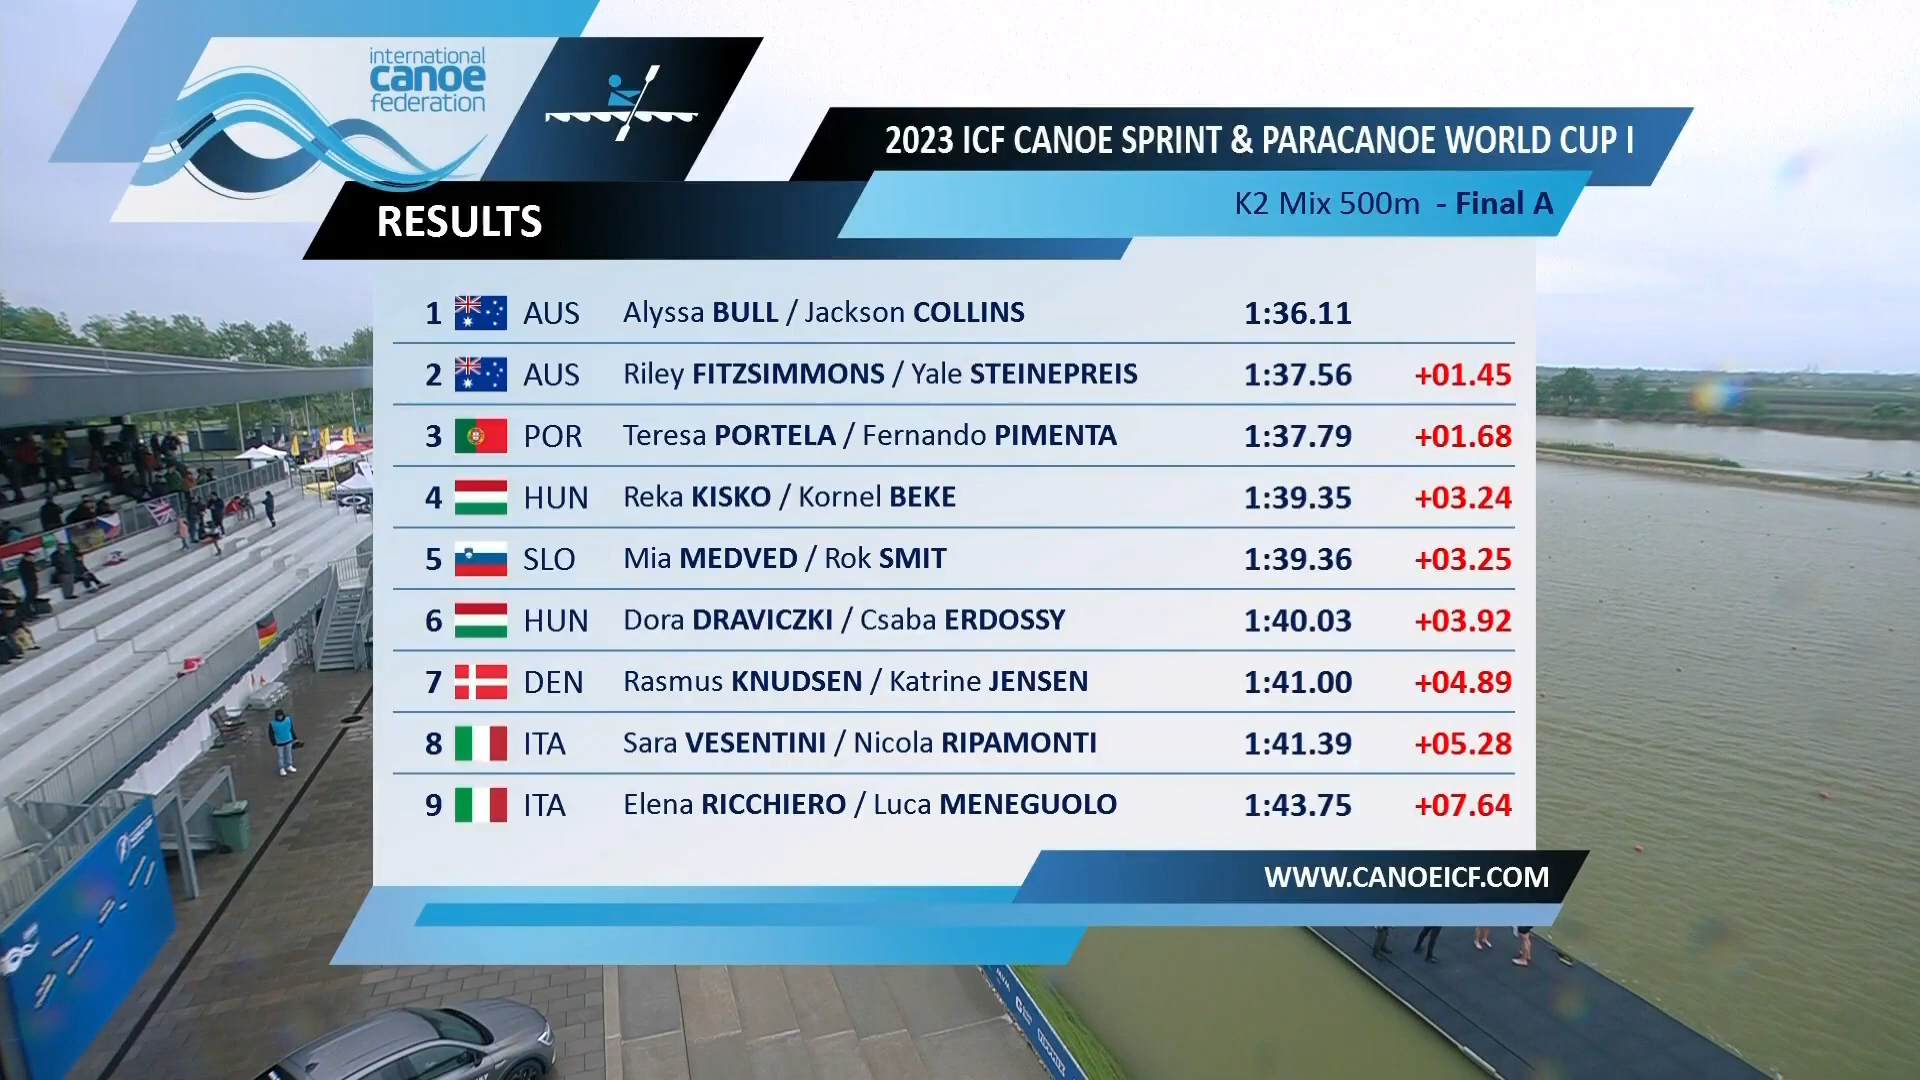 international
canoe
federation
2023 ICF CANOE SPRINT & PARACANOE WORLD CUP I
K2 Mix 500m - Final A
RESULTS
1 AUS Alyssa BULL / Jackson COLLINS 1:36.11
2 AUS Riley FITZSIMMONS / Yale STEINEPREIS 1:37.56 +01.45
3 POR Teresa PORTELA / Fernando PIMENTA 1:37.79 +01.68
4 HUN Reka KISKO / Kornel BEKE 1:39.35 +03.24
5 SLO Mia MEDVED / Rok SMIT 1:39.36 +03.25
6 HUN Dora DRAVICZKI / Csaba ERDOSSY 1:40.03 +03.92
7 DEN Rasmus KNUDSEN / Katrine JENSEN 1:41.00 +04.89
8 ITA Sara VESENTINI / Nicola RIPAMONTI 1:41.39 +05.28
9 ITA Elena RICCHIERO / Luca MENEGUOLO 1:43.75 +07.64
WWW.CANOEICF.COM